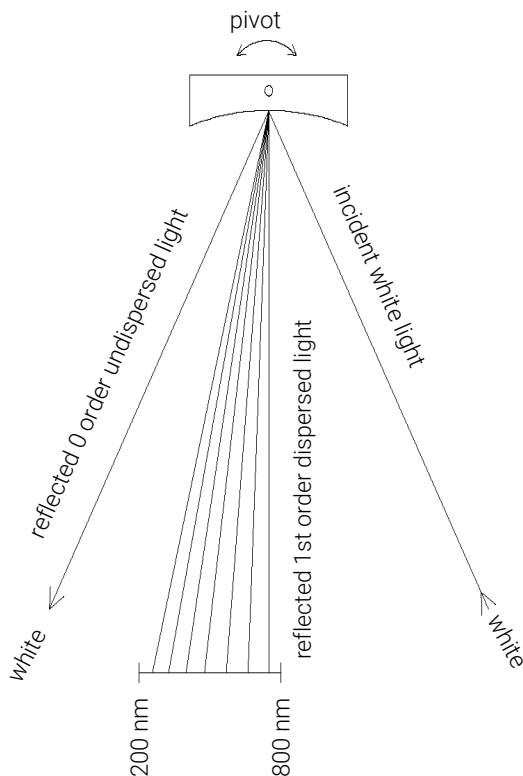 pivot
reflected 0 order undispersed light
incident white light
reflected 1st order dispersed light
white
white
200 nm
800 nm